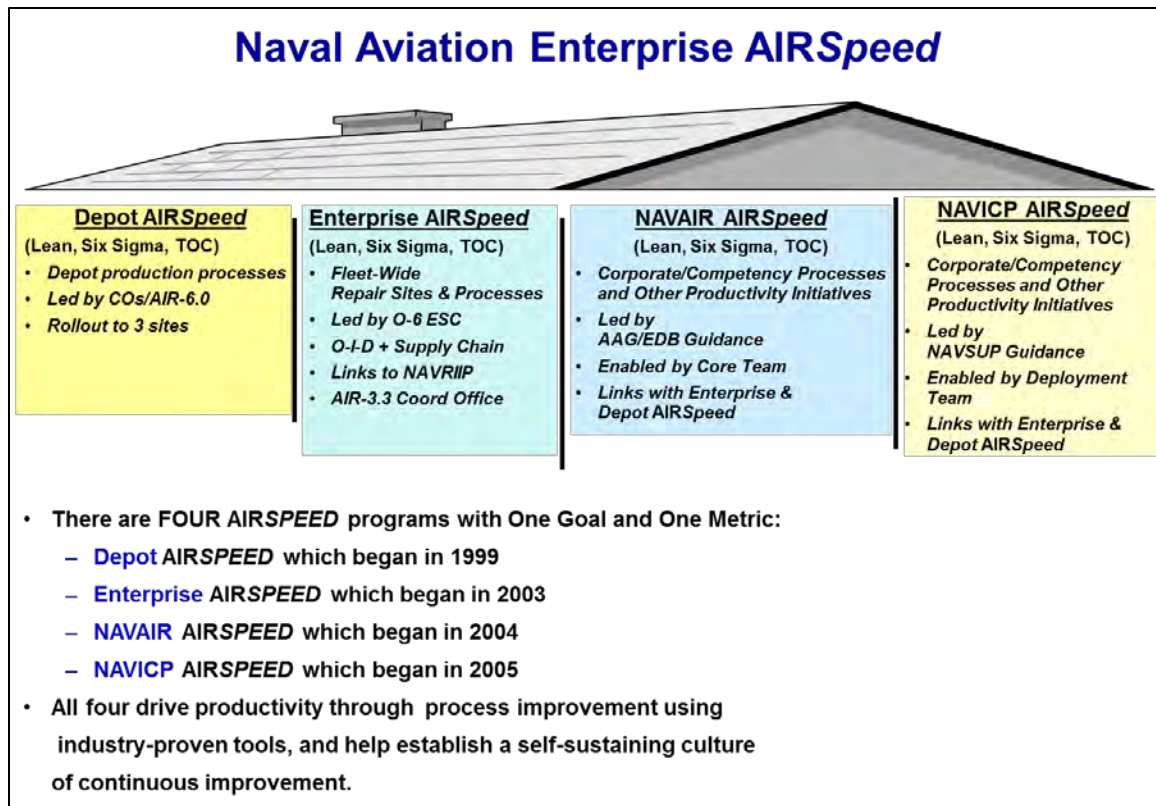 Naval Aviation Enterprise AIRSpeed
Depot AIRSpeed
(Lean, Six Sigma, TOC)
• Depot production processes
• Led by COs/AIR-6.0
• Rollout to 3 sites
Enterprise AIRSpeed
(Lean, Six Sigma, TOC)
• Fleet-Wide
Repair Sites & Processes
• Led by O-6 ESC
• O-I-D + Supply Chain
• Links to NAVRIIP
• AIR-3.3 Coord Office
NAVAIR AIRSpeed
(Lean, Six Sigma, TOC)
• Corporate/Competency Processes
and Other Productivity Initiatives
• Led by
AAG/EDB Guidance
• Enabled by Core Team
• Links with Enterprise &
Depot AIRSpeed
NAVICP AIRSpeed
(Lean, Six Sigma, TOC)
• Corporate/Competency
Processes and Other
Productivity Initiatives
• Led by
NAVSUP Guidance
• Enabled by Deployment
Team
• Links with Enterprise &
Depot AIRSpeed
• There are FOUR AIRSPEED programs with One Goal and One Metric:
– Depot AIRSPEED which began in 1999
– Enterprise AIRSPEED which began in 2003
– NAVAIR AIRSPEED which began in 2004
– NAVICP AIRSPEED which began in 2005
• All four drive productivity through process improvement using
industry-proven tools, and help establish a self-sustaining culture
of continuous improvement.